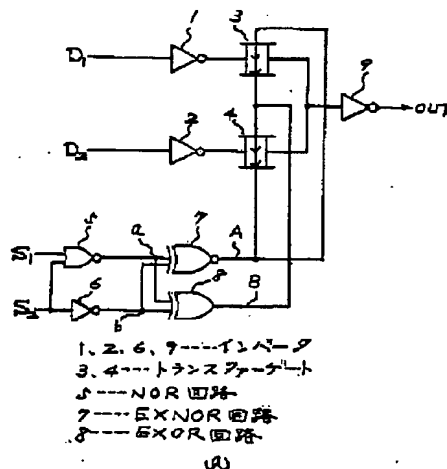 1
3
D1
9
OUT
2
4
D2
5
a
7
A
S1
8
6
B
S2
b
1、2、6、9----インバータ
3、4---トランスファーゲート
5----NOR回路
7----EXNOR回路
8----EXOR回路